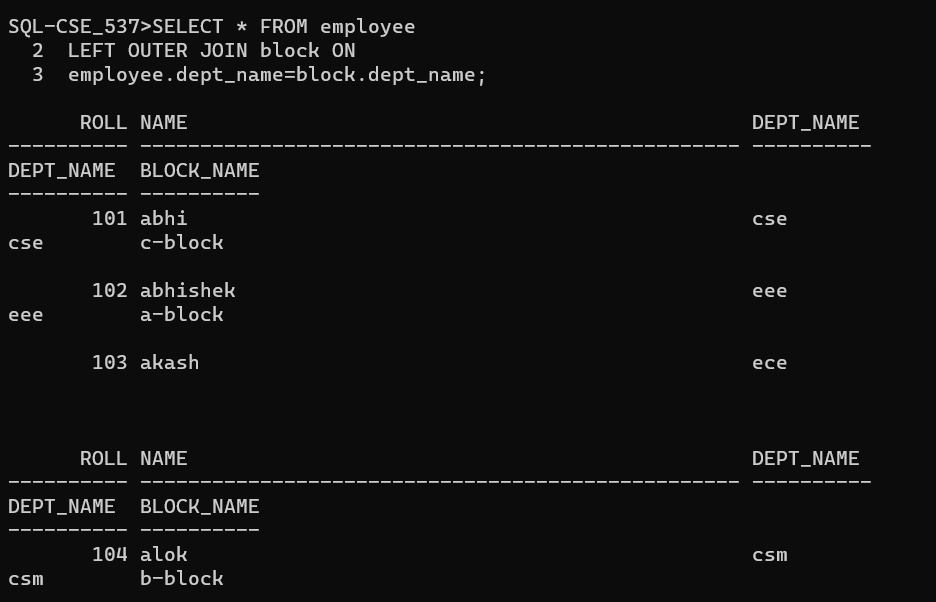 SQL-CSE_537>SELECT * FROM employee
  2  LEFT OUTER JOIN block ON
  3  employee.dept_name=block.dept_name;

      ROLL NAME                                               DEPT_NAME
---------- -------------------------------------------------- ----------
DEPT_NAME  BLOCK_NAME
---------- ----------
       101 abhi                                               cse
cse        c-block

       102 abhishek                                           eee
eee        a-block

       103 akash                                              ece



      ROLL NAME                                               DEPT_NAME
---------- -------------------------------------------------- ----------
DEPT_NAME  BLOCK_NAME
---------- ----------
       104 alok                                               csm
csm        b-block